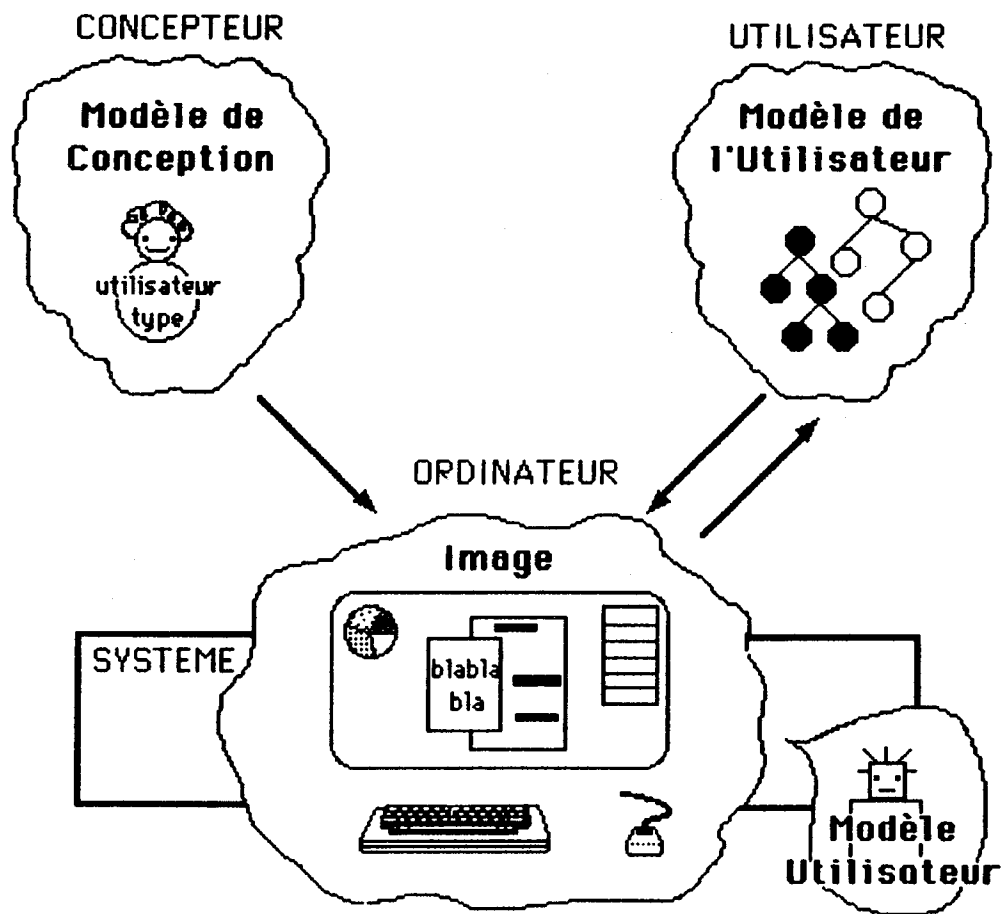 CONCEPTEUR
Modèle de
Conception
utilisateur
type
UTILISATEUR
Modèle de
l'Utilisateur
ORDINATEUR
Image
blabla
bla
SYSTEME
Modèle
Utilisateur